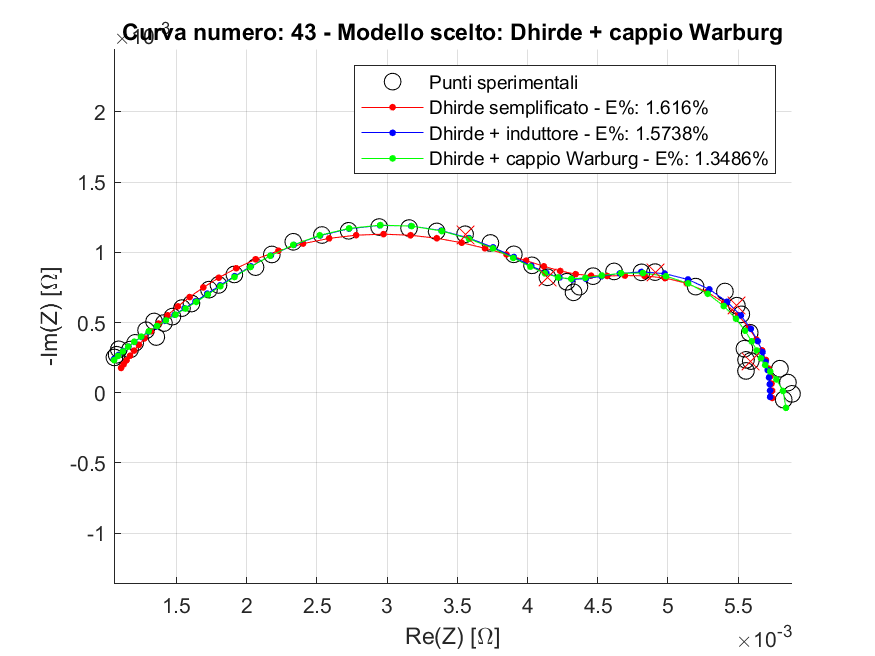 Curva numero: 43 - Modello scelto: Dhirde + cappio Warburg
×10-3
Punti sperimentali
Dhirde semplificato - E%: 1.616%
Dhirde + induttore - E%: 1.5738%
Dhirde + cappio Warburg - E%: 1.3486%
2
1.5
1
0.5
0
-0.5
-1
-Im(Z) [Ω]
1.5 2 2.5 3 3.5 4 4.5 5 5.5
Re(Z) [Ω]
×10-3